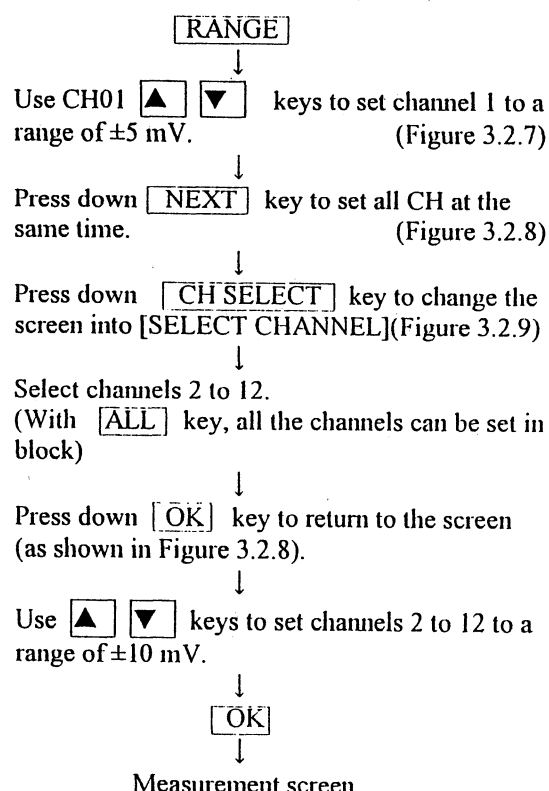 RANGE
↓
Use CH01 ▲ ▼ keys to set channel 1 to a
range of ±5 mV. (Figure 3.2.7)
↓
Press down NEXT key to set all CH at the
same time. (Figure 3.2.8)
↓
Press down CH SELECT key to change the
screen into [SELECT CHANNEL](Figure 3.2.9)
↓
Select channels 2 to 12.
(With ALL key, all the channels can be set in
block)
↓
Press down OK key to return to the screen
(as shown in Figure 3.2.8).
↓
Use ▲ ▼ keys to set channels 2 to 12 to a
range of ±10 mV.
↓
OK
↓
Measurement screen